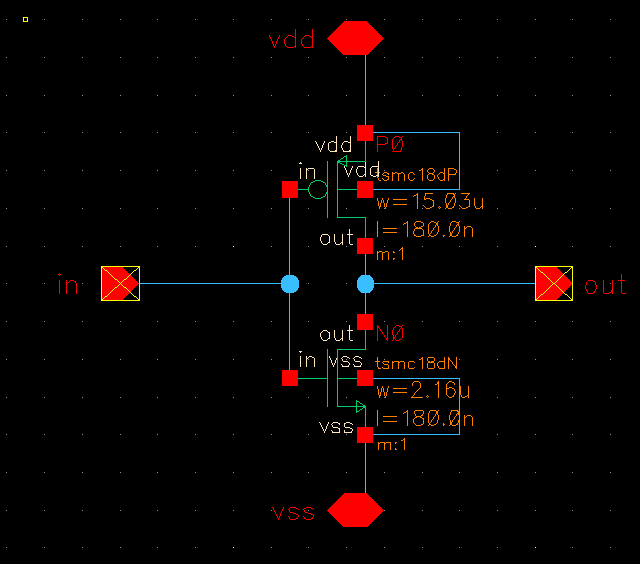 vdd
P0
vdd
in vdd
tsmc18dP
w=15.03u
l=180.0n
out
m:1
in
out
out
N0
in vss
tsmc18dN
w=2.16u
l=180.0n
vss
m:1
vss